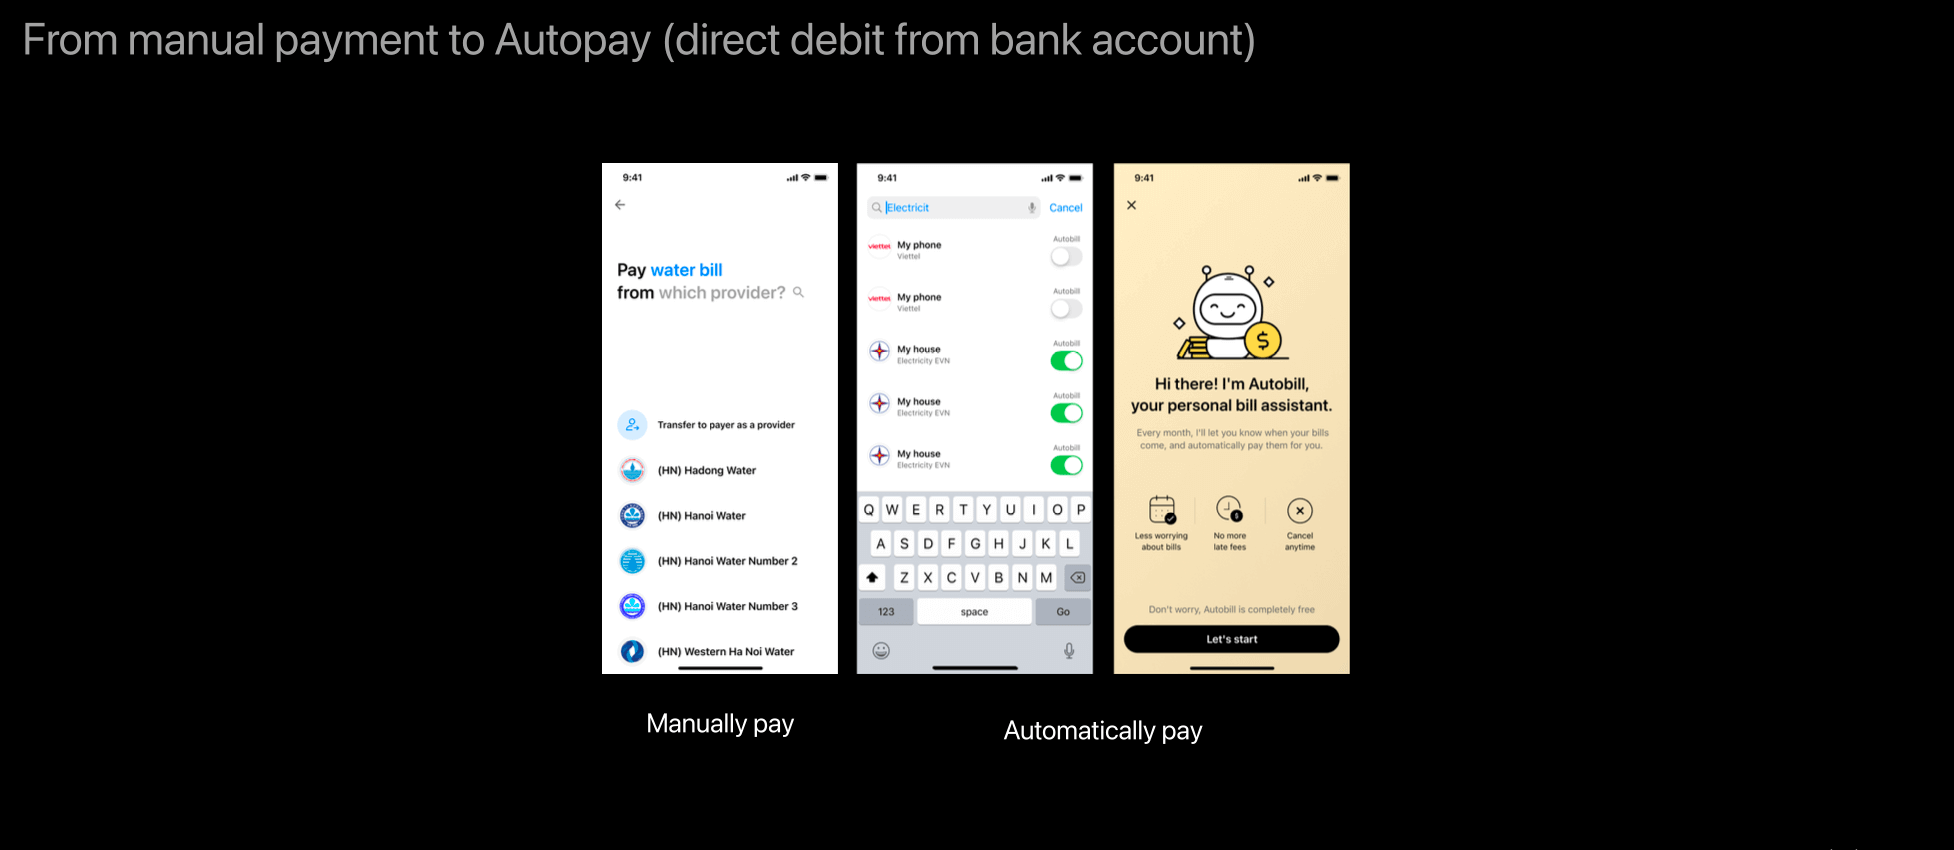 From manual payment to Autopay (direct debit from bank account)
9:41
Pay water bill
from which provider?
Transfer to payer as a provider
(HN) Hadong Water
(HN) Hanoi Water
(HN) Hanoi Water Number 2
(HN) Hanoi Water Number 3
(HN) Western Ha Noi Water
Manually pay
9:41
Electricit
Cancel
viettel
My phone
Viettel
Autobill
viettel
My phone
Viettel
Autobill
My house
Electricity EVN
Autobill
My house
Electricity EVN
Autobill
My house
Electricity EVN
Autobill
Q W E R T Y U I O P
A S D F G H J K L
Z X C V B N M
123 space Go
9:41
Hi there! I'm Autobill,
your personal bill assistant.
Every month, I'll let you know when your bills
come, and automatically pay them for you.
Less worrying
about bills
No more
late fees
Cancel
anytime
Don't worry, Autobill is completely free
Let's start
Automatically pay